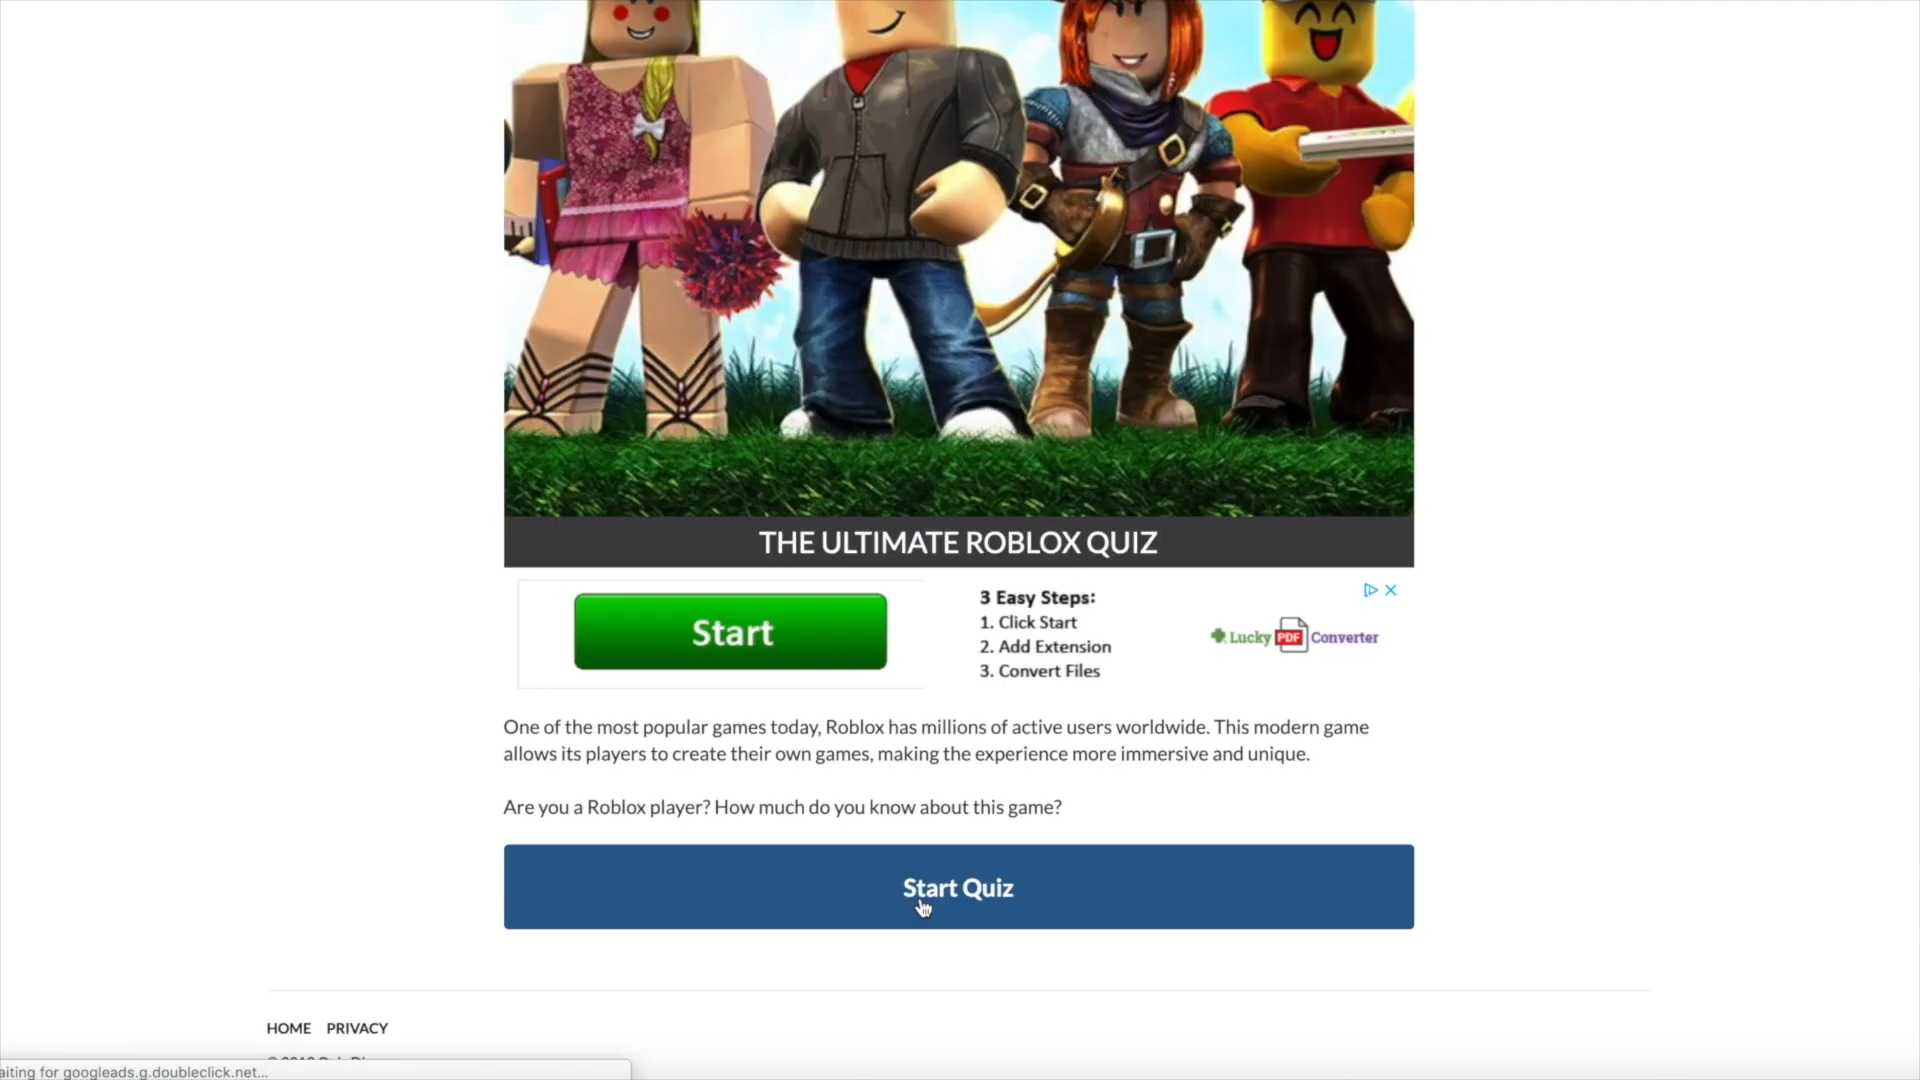 THE ULTIMATE ROBLOX QUIZ
Start
3 Easy Steps:
1. Click Start
2. Add Extension
3. Convert Files
Lucky PDF Converter
One of the most popular games today, Roblox has millions of active users worldwide. This modern game
allows its players to create their own games, making the experience more immersive and unique.
Are you a Roblox player? How much do you know about this game?
Start Quiz
HOME PRIVACY
aiting for googleads.g.doubleclick.net...